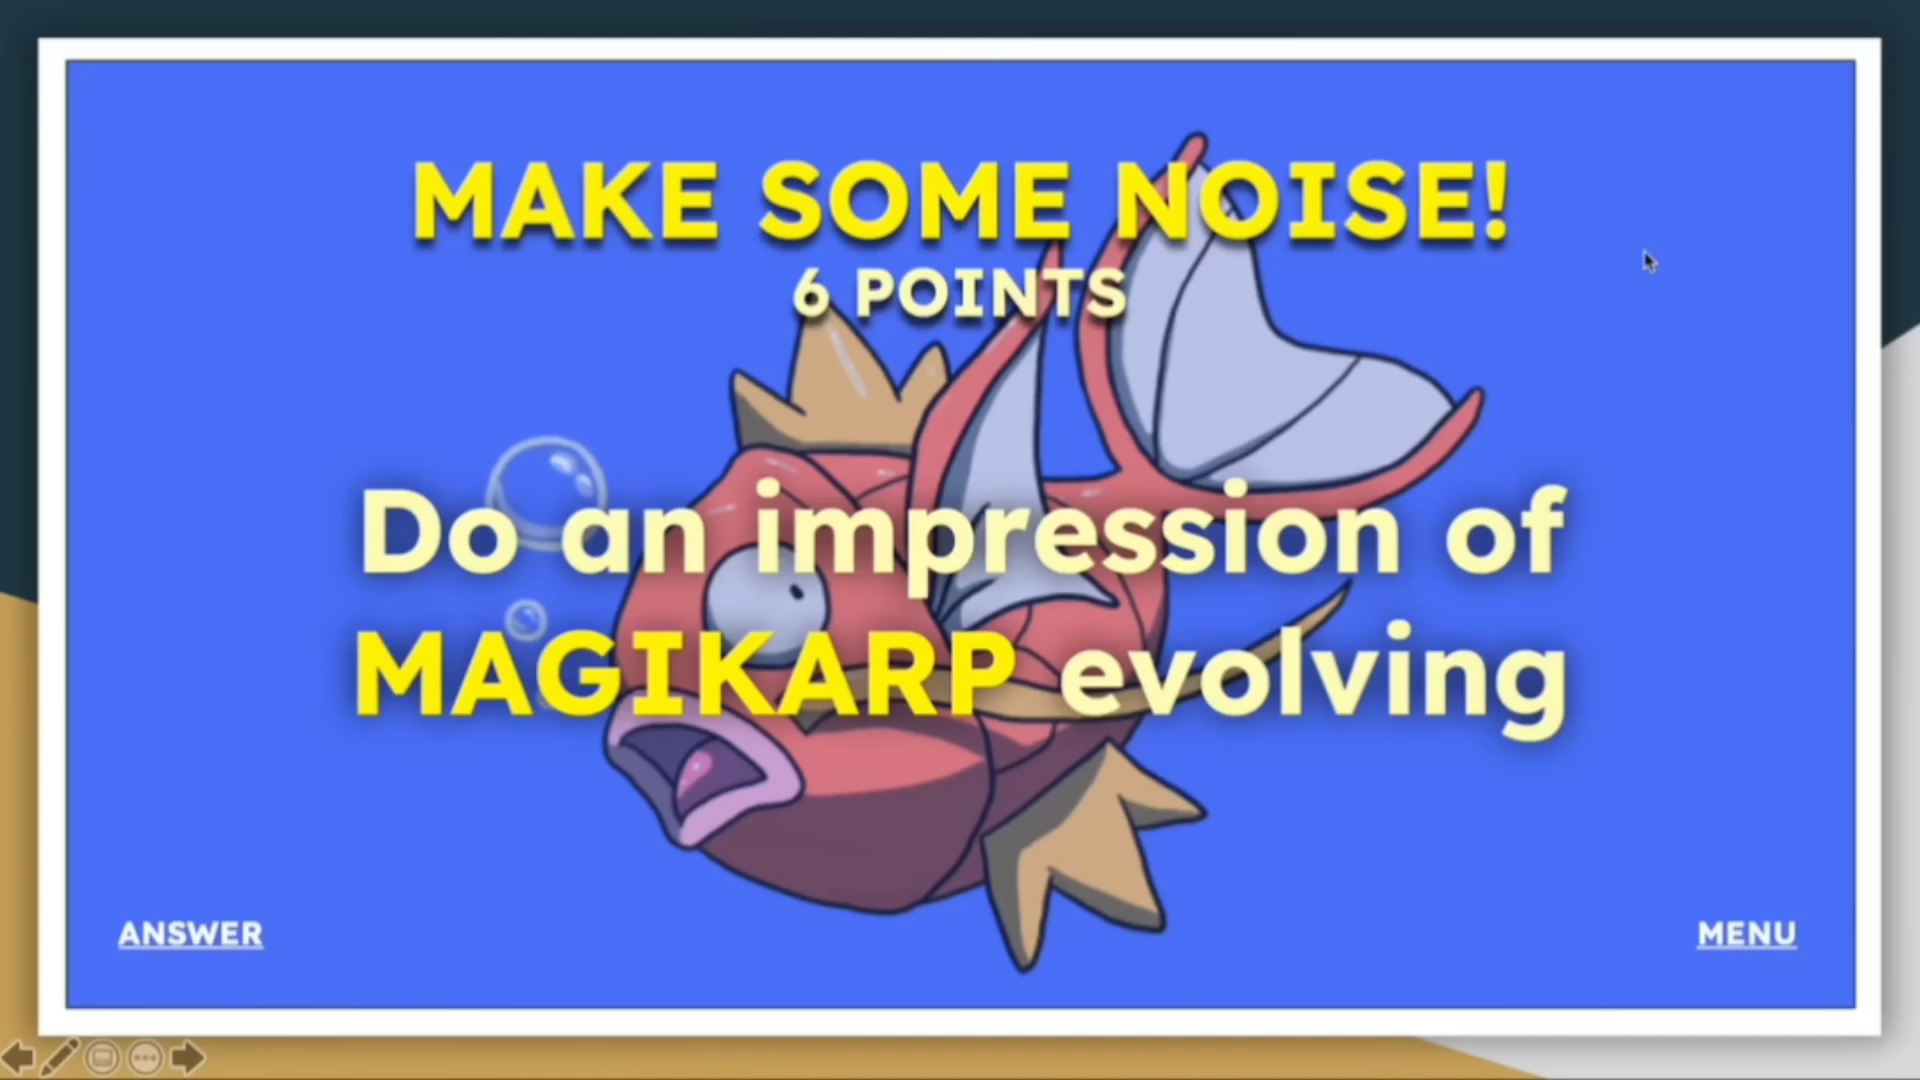 MAKE SOME NOISE!
6 POINTS
Do an impression of
MAGIKARP evolving
ANSWER
MENU